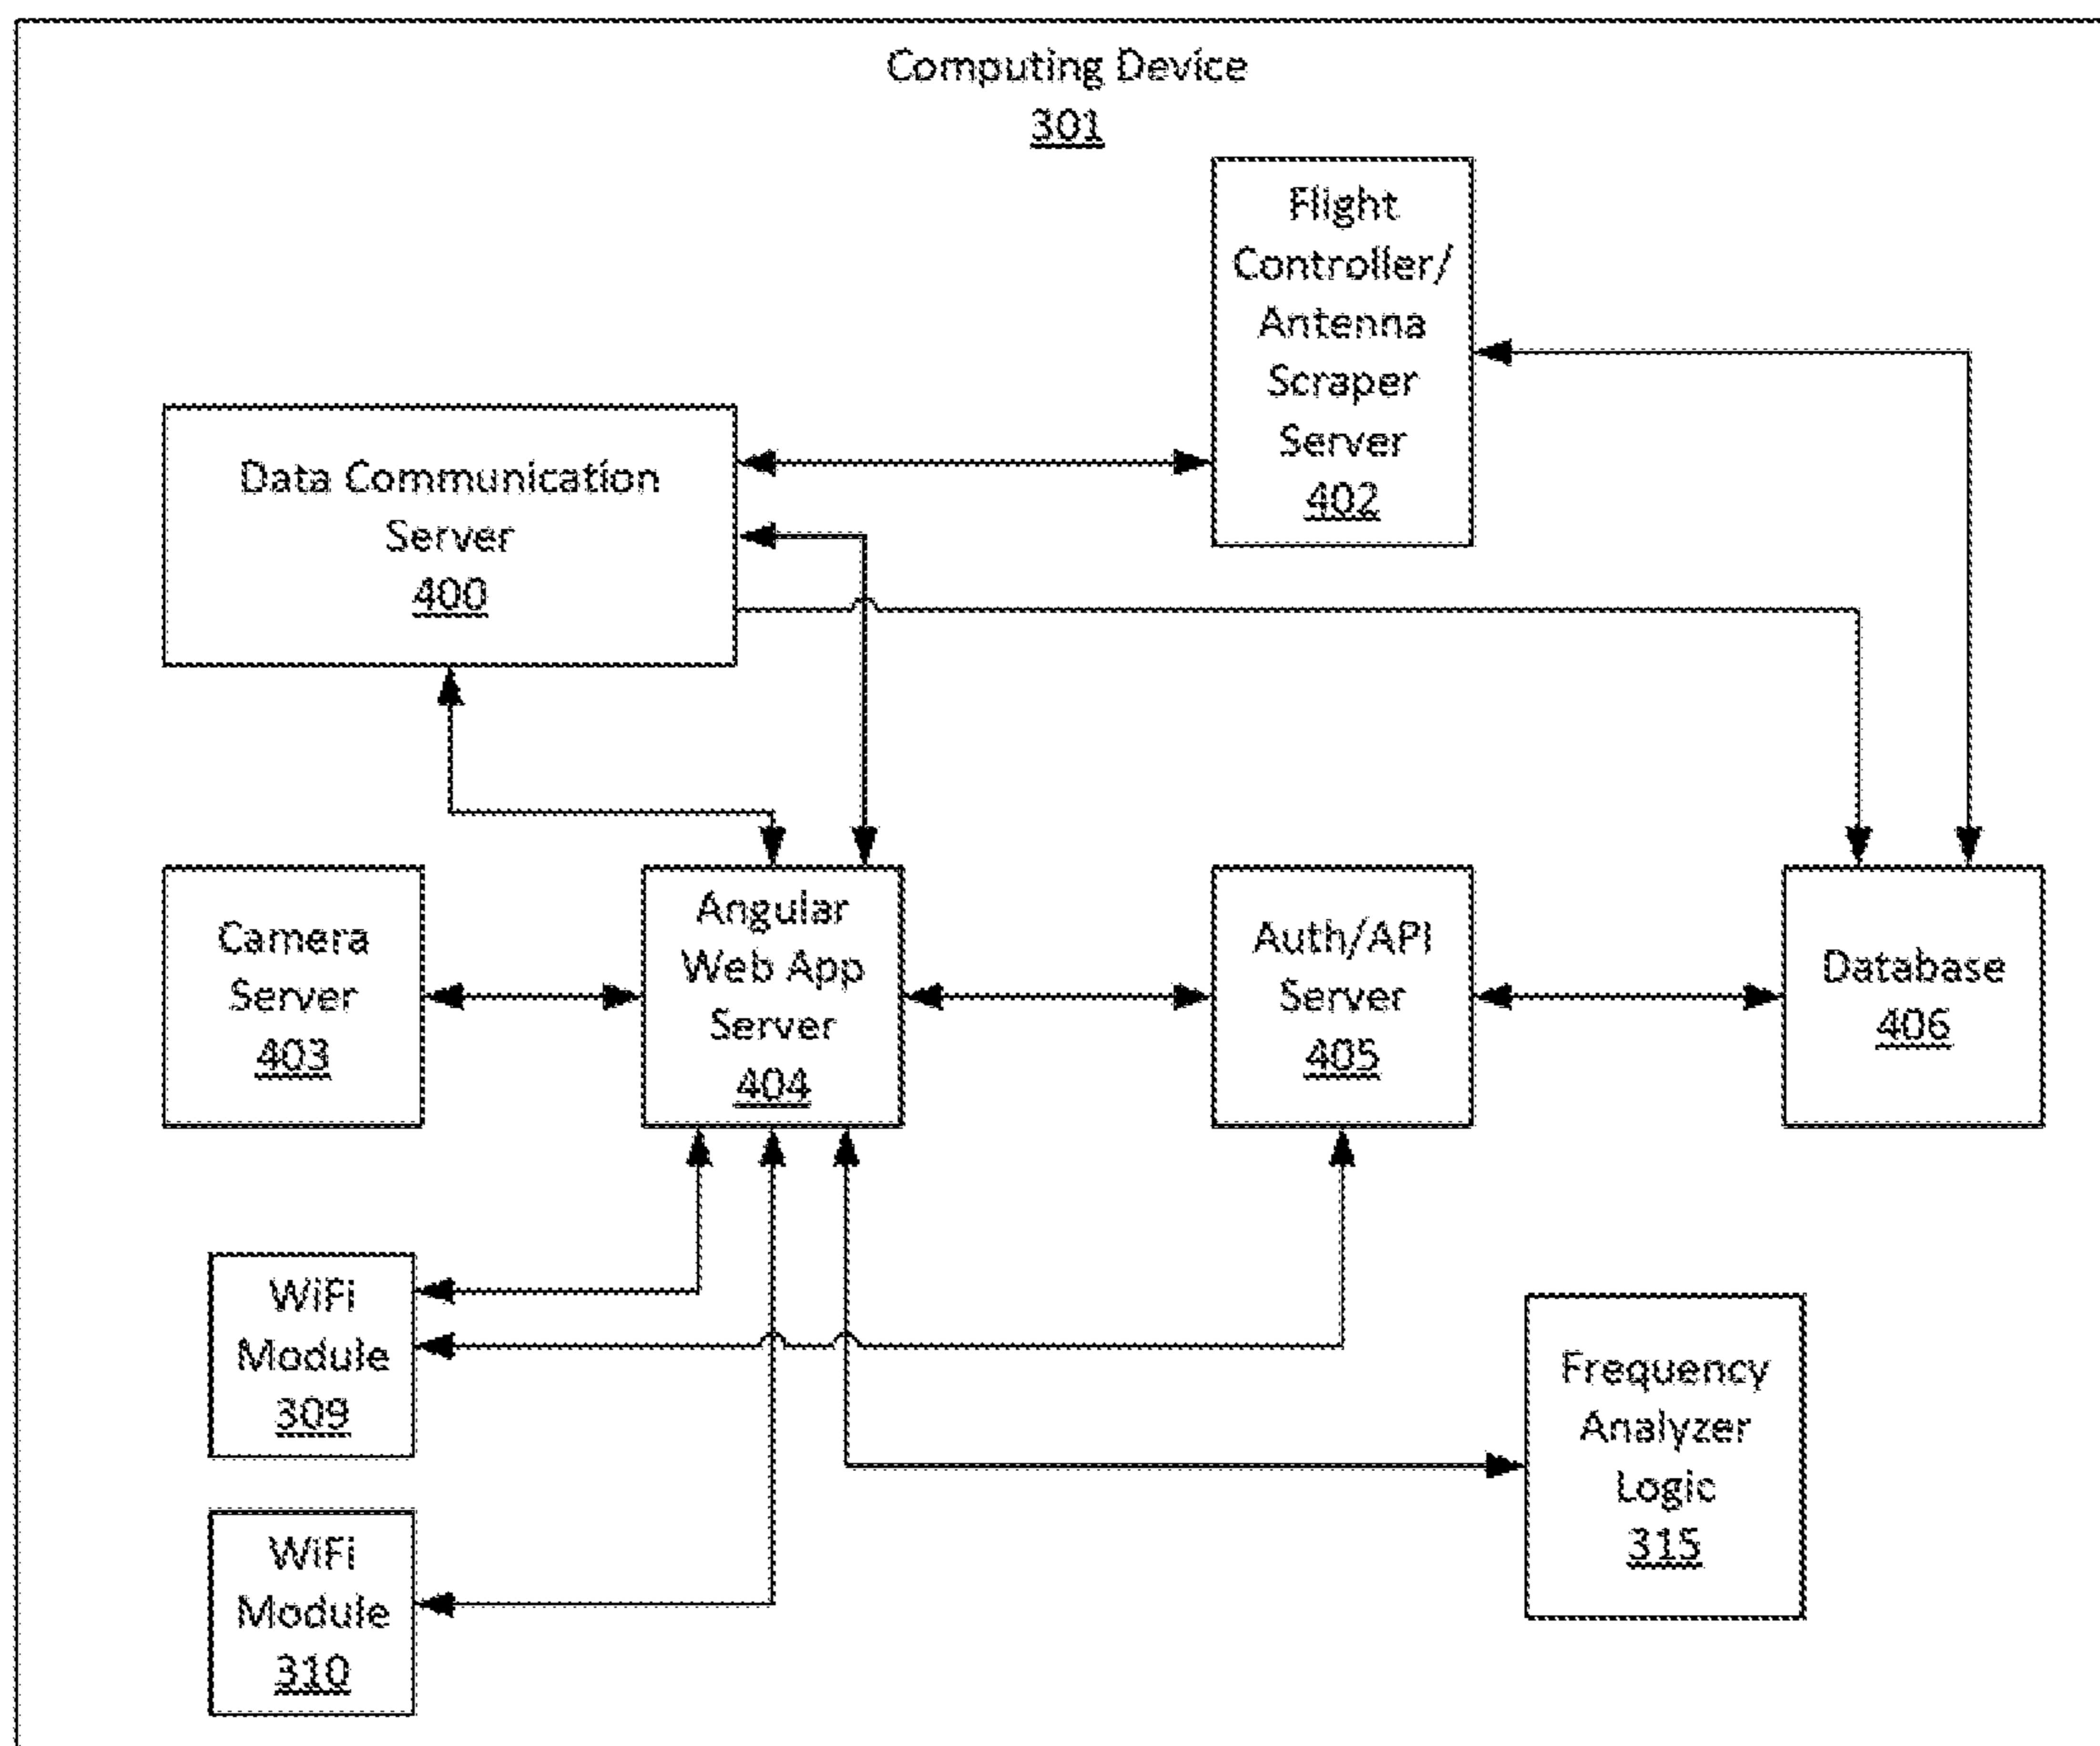 Computing Device
301
Flight
Controller/
Antenna
Scraper
Server
402
Data Communication
Server
400
Camera
Server
403
Angular
Web App
Server
404
Auth/API
Server
405
Database
406
WiFi
Module
309
Frequency
Analyzer
Logic
315
WiFi
Module
310